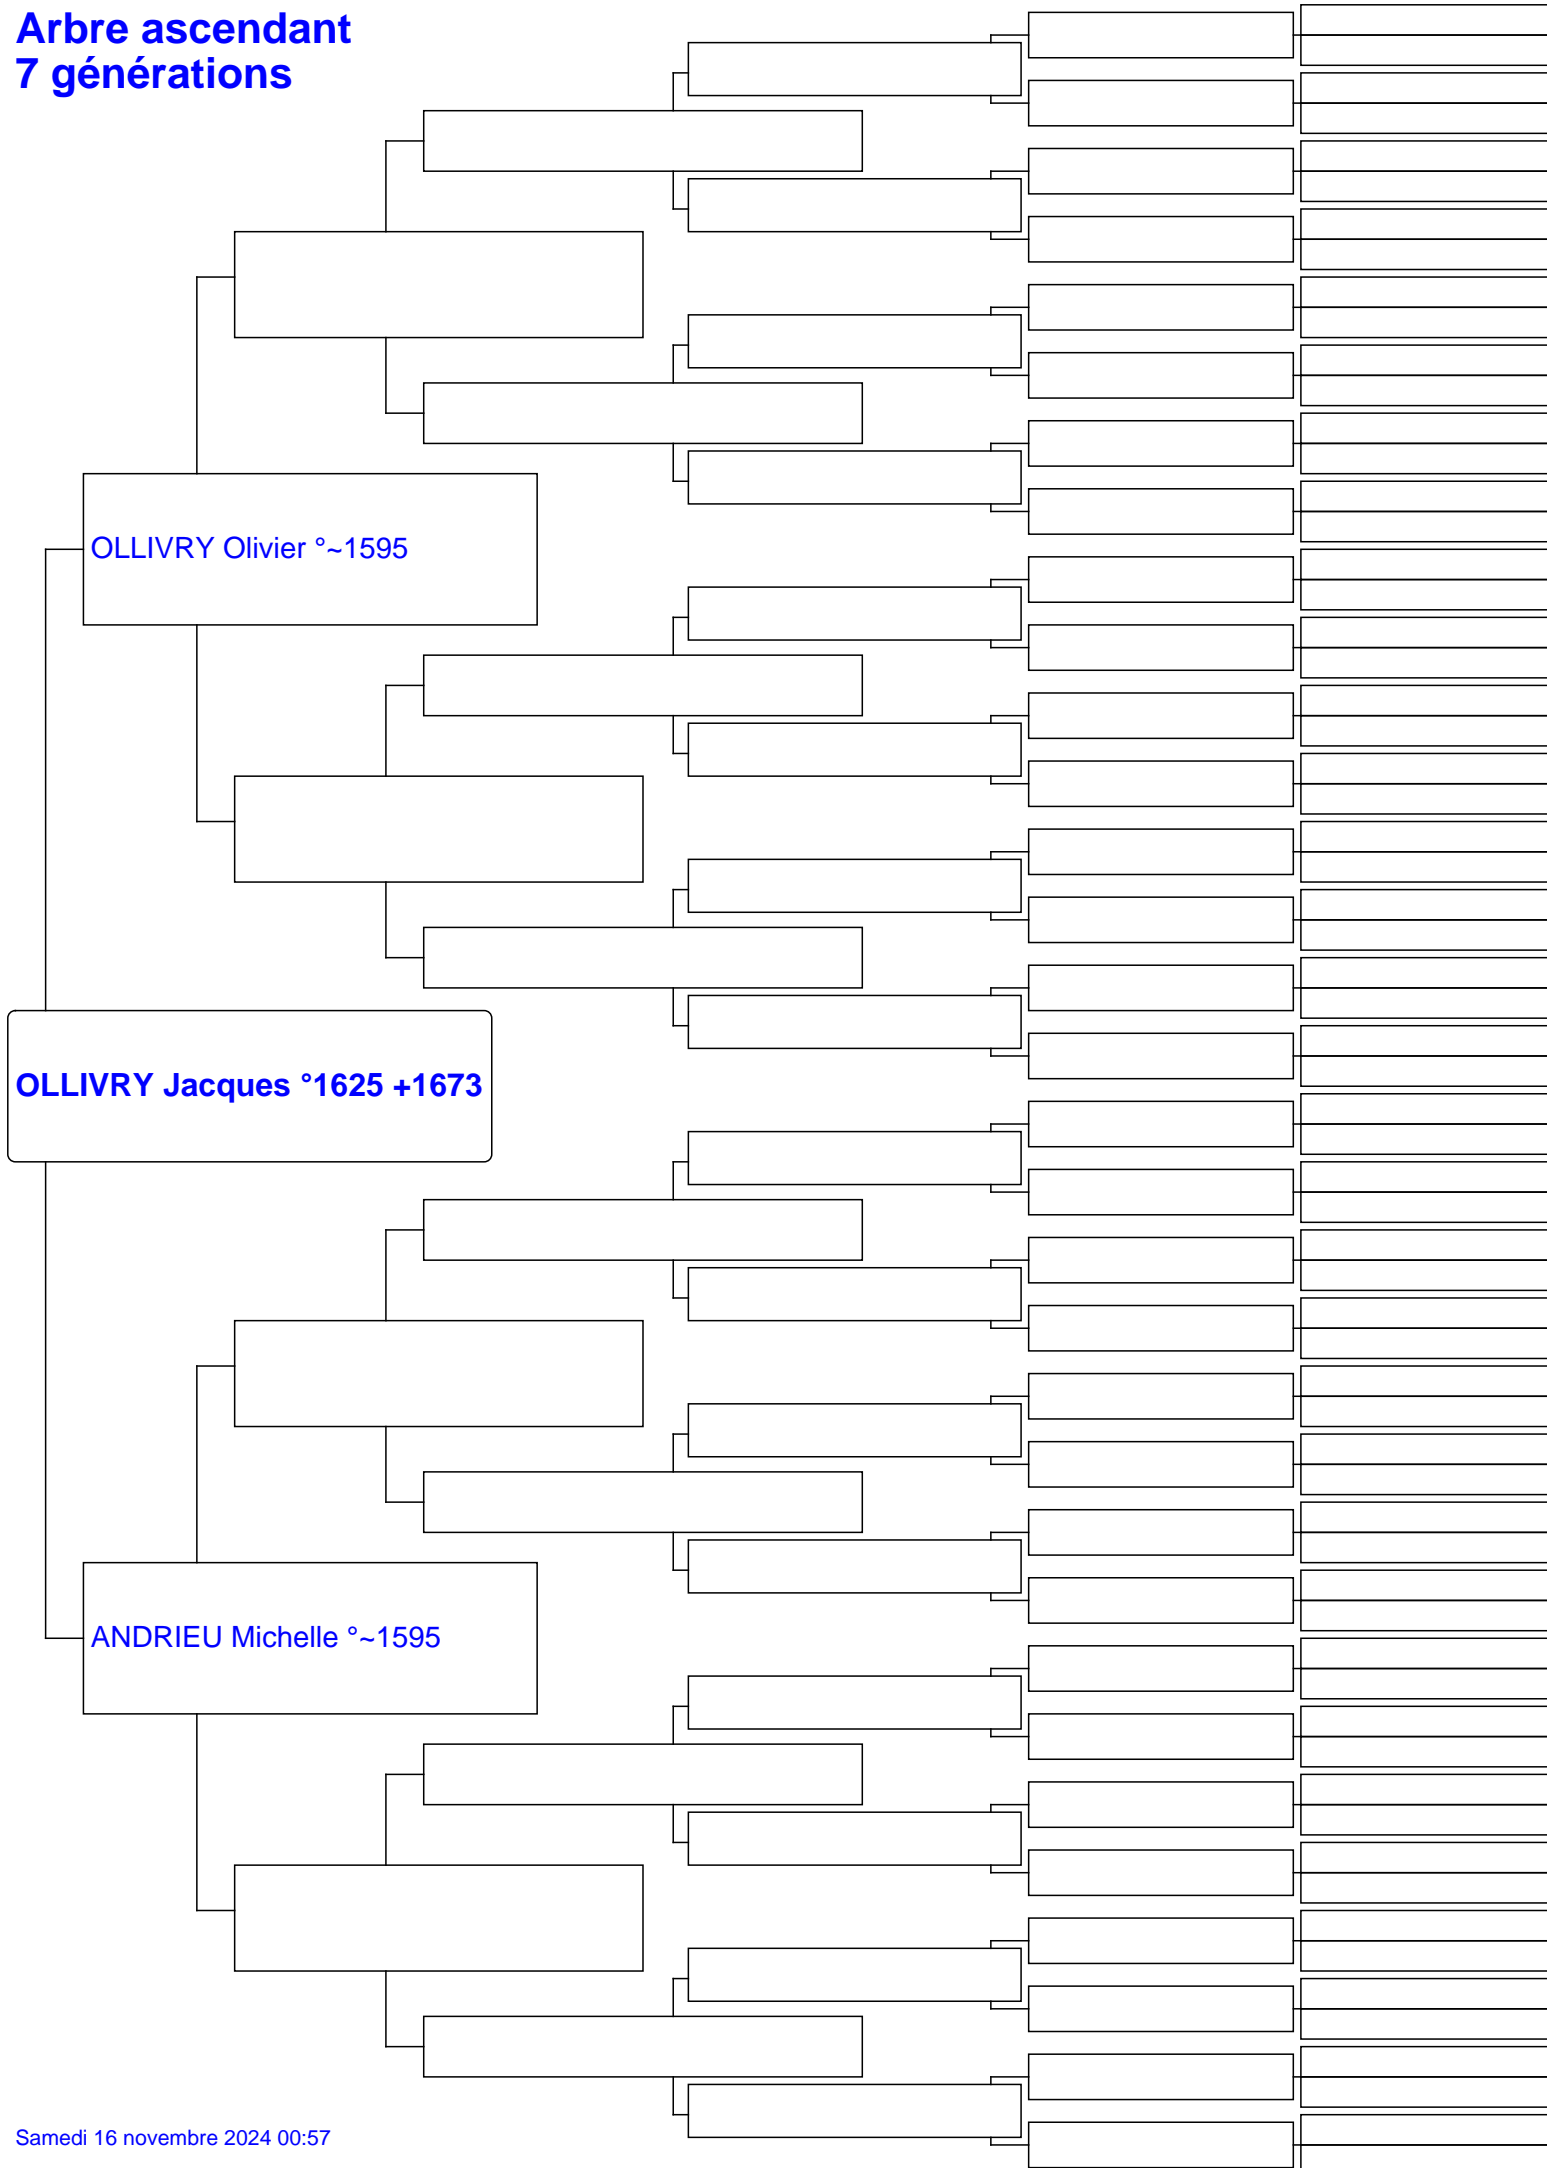 Arbre ascendant
7 générations
OLLIVRY Olivier °~1595
OLLIVRY Jacques °1625 +1673
ANDRIEU Michelle °~1595
Samedi 16 novembre 2024 00:57